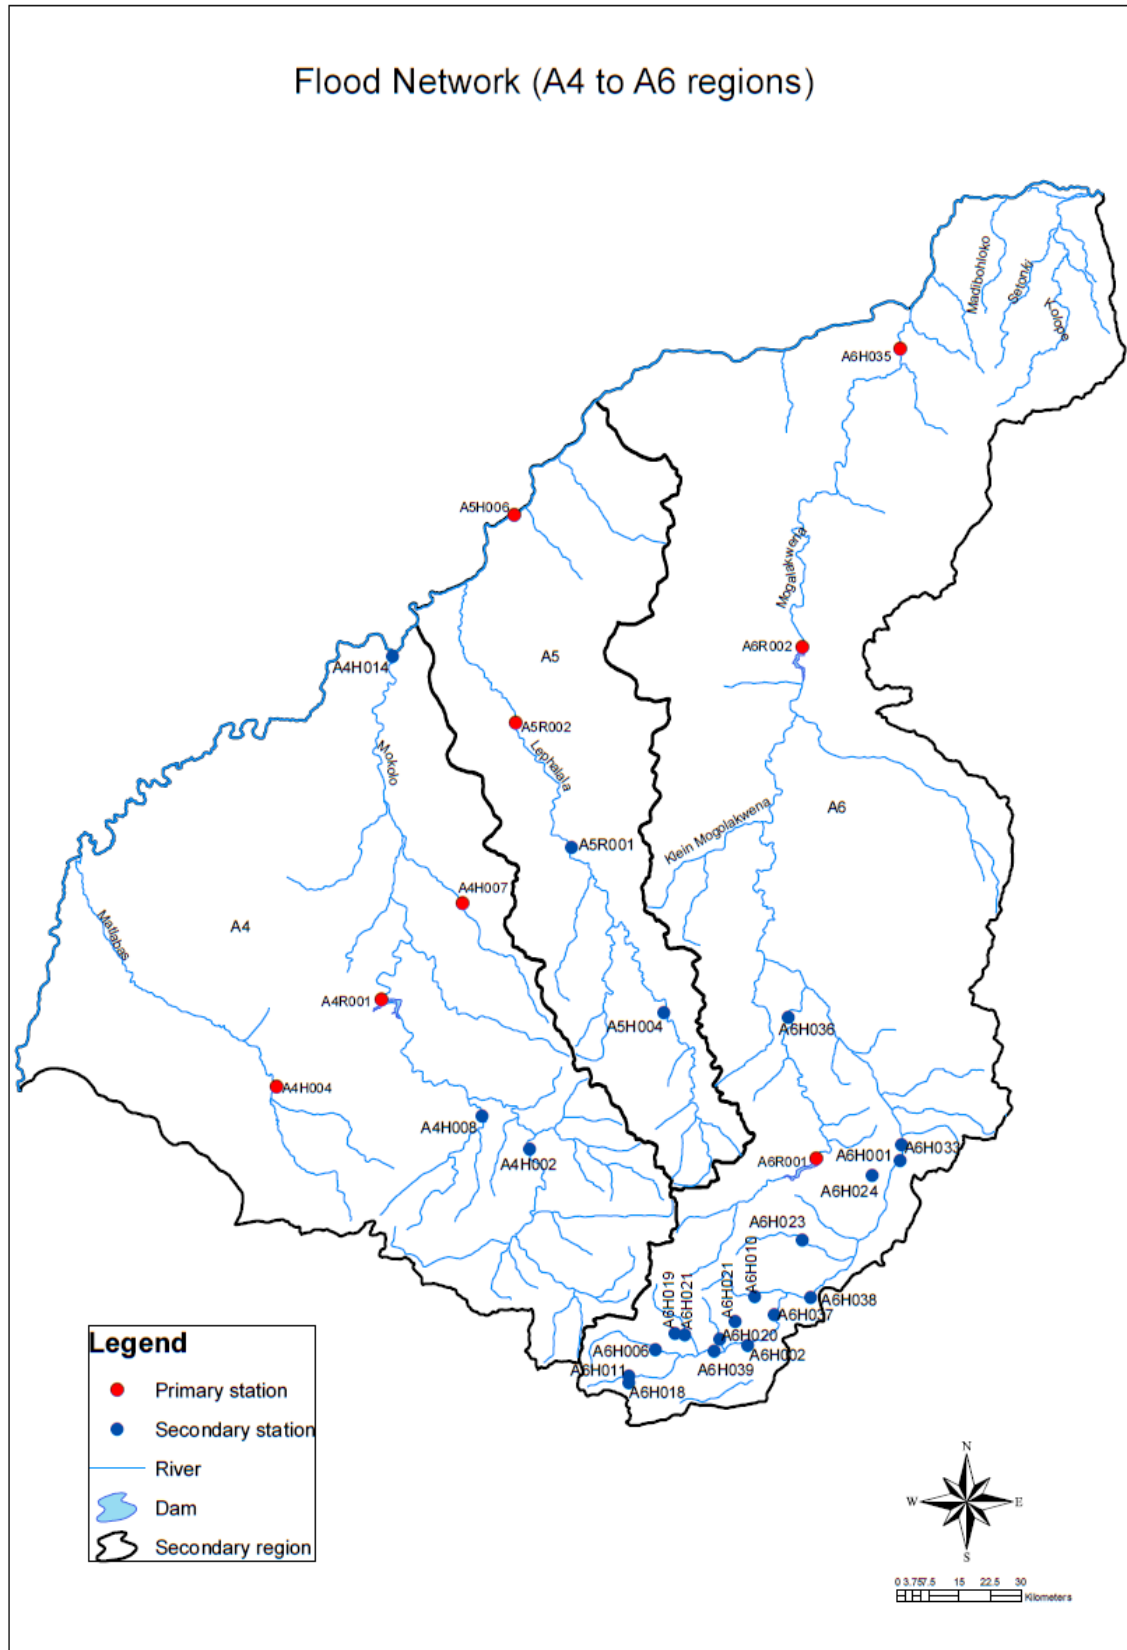 Flood Network (A4 to A6 regions)
Madibohloko
Setonki
Kolope
A6H035
A5H006
Mogalakwena
A6R002
A5
A4H014
A5R002
Mokolo
Lephalala
A6
Klein Mogolakwena
A5R001
A4H007
Matlabas
A4
A4R001
A5H004
A6H036
A4H004
A4H008
A4H002
A6R001
A6H001
A6H033
A6H024
A6H023
A6H010
A6H019
A6H021
A6H021
A6H038
A6H037
A6H020
A6H002
A6H006
A6H039
A6H011
A6H018
Legend
Primary station
Secondary station
River
Dam
Secondary region
N
W
E
S
0 3.75 7.5 15 22.5 30
Kilometers